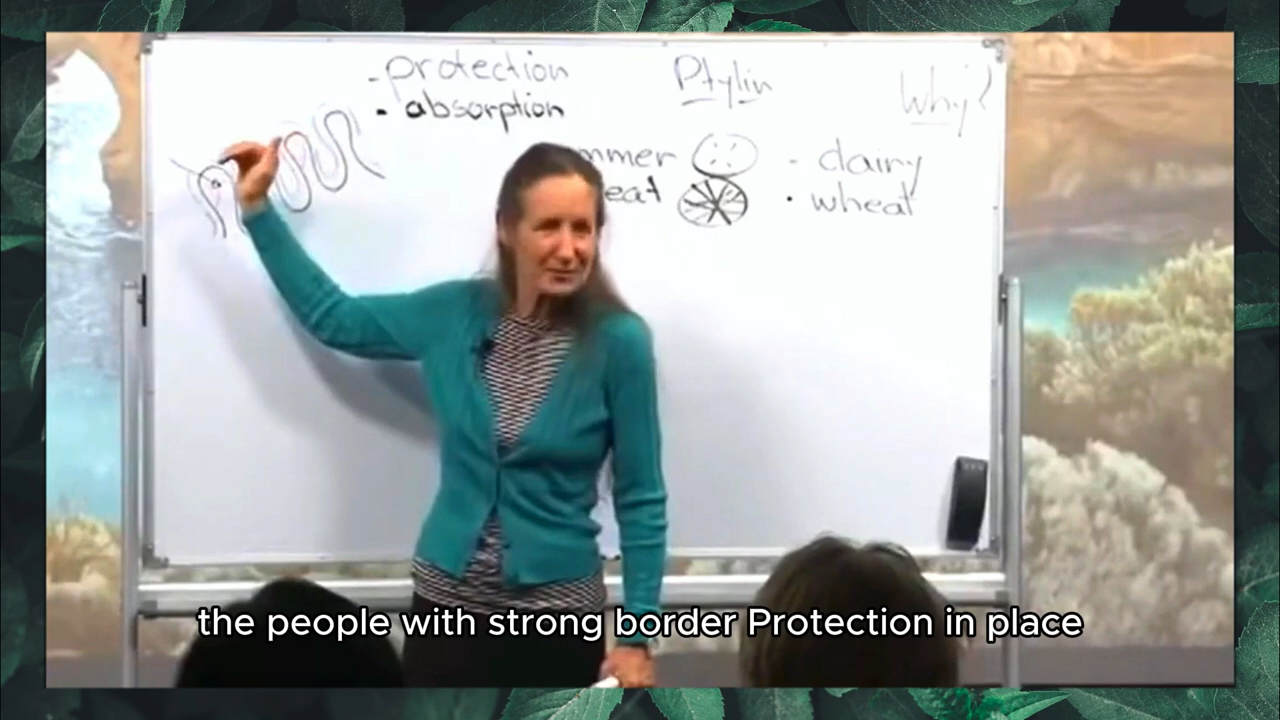 -protection
- absorption
Ptylin
Why?
mmer
- dairy
eat
• wheat
the people with strong border Protection in place